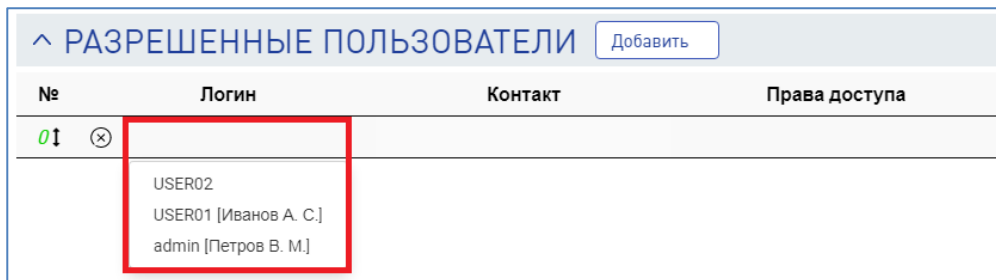 РАЗРЕШЕННЫЕ ПОЛЬЗОВАТЕЛИ Добавить
№ Логин Контакт Права доступа
0
USER02
USER01 [Иванов А. С.]
admin [Петров В. М.]